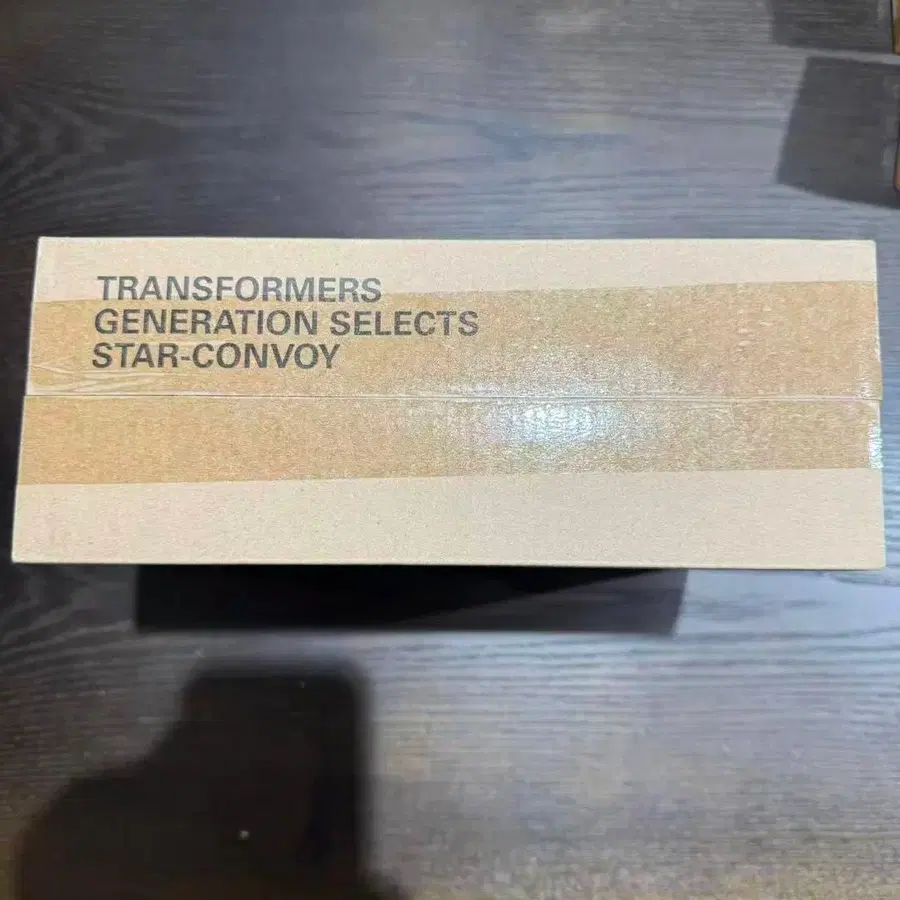 TRANSFORMERS
GENERATION SELECTS
STAR-CONVOY